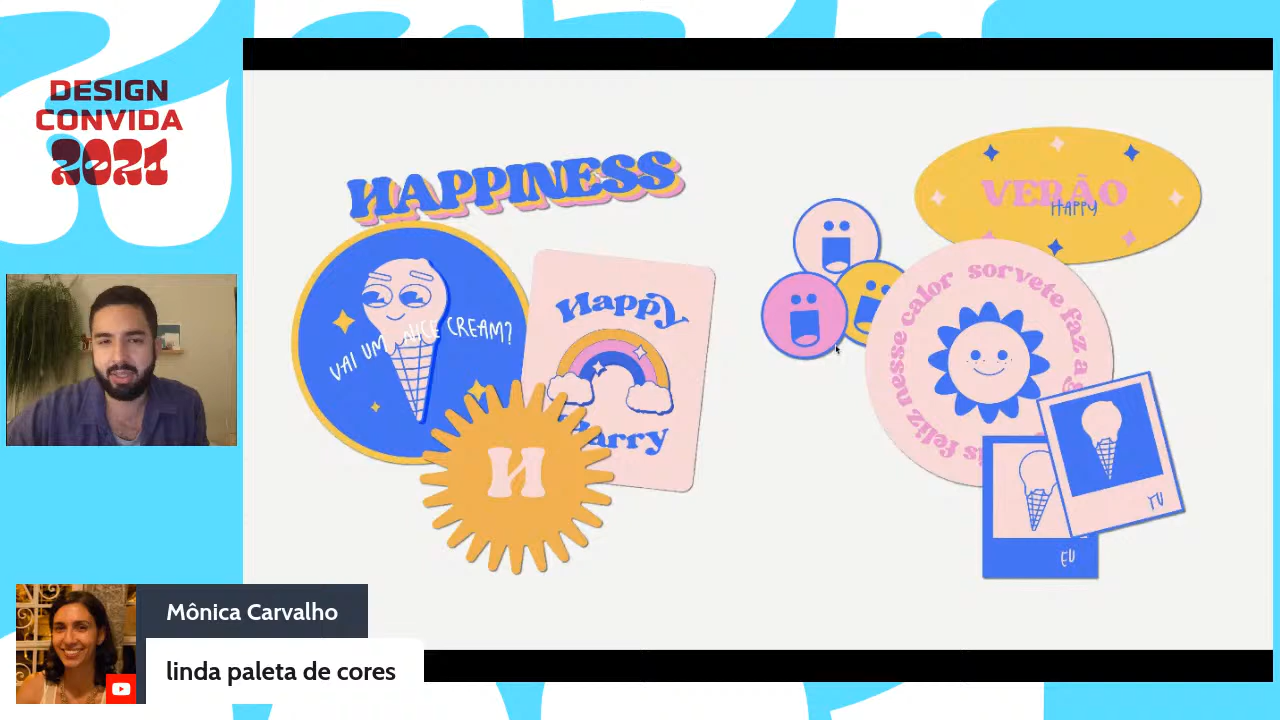 DESIGN
CONVIDA
2021
HAPPINESS
VAI UM NICE CREAM?
Happy
Harry
H
VERÃO
HAPPY
sorvete faz a
is feliz nesse calor
TU
EU
Mônica Carvalho
linda paleta de cores